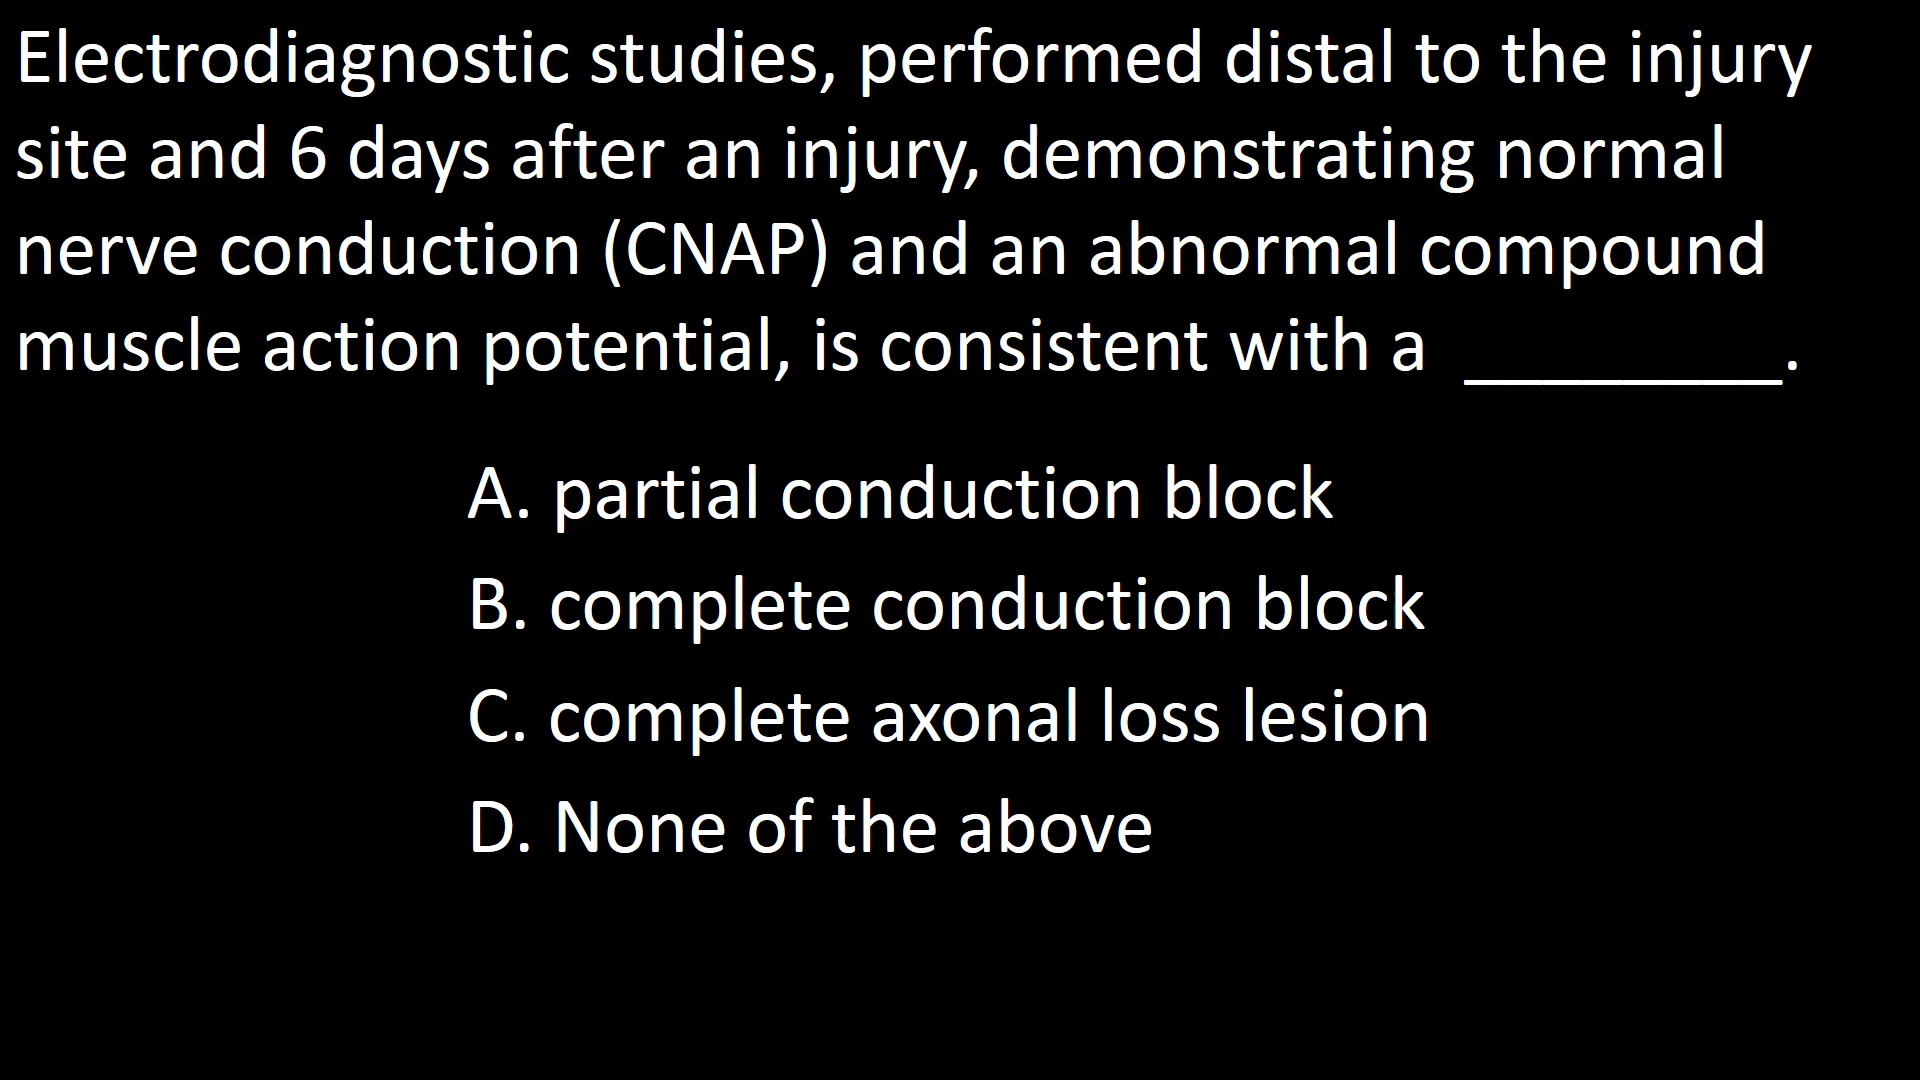 Electrodiagnostic studies, performed distal to the injury
site and 6 days after an injury, demonstrating normal
nerve conduction (CNAP) and an abnormal compound
muscle action potential, is consistent with a ________.
A. partial conduction block
B. complete conduction block
C. complete axonal loss lesion
D. None of the above